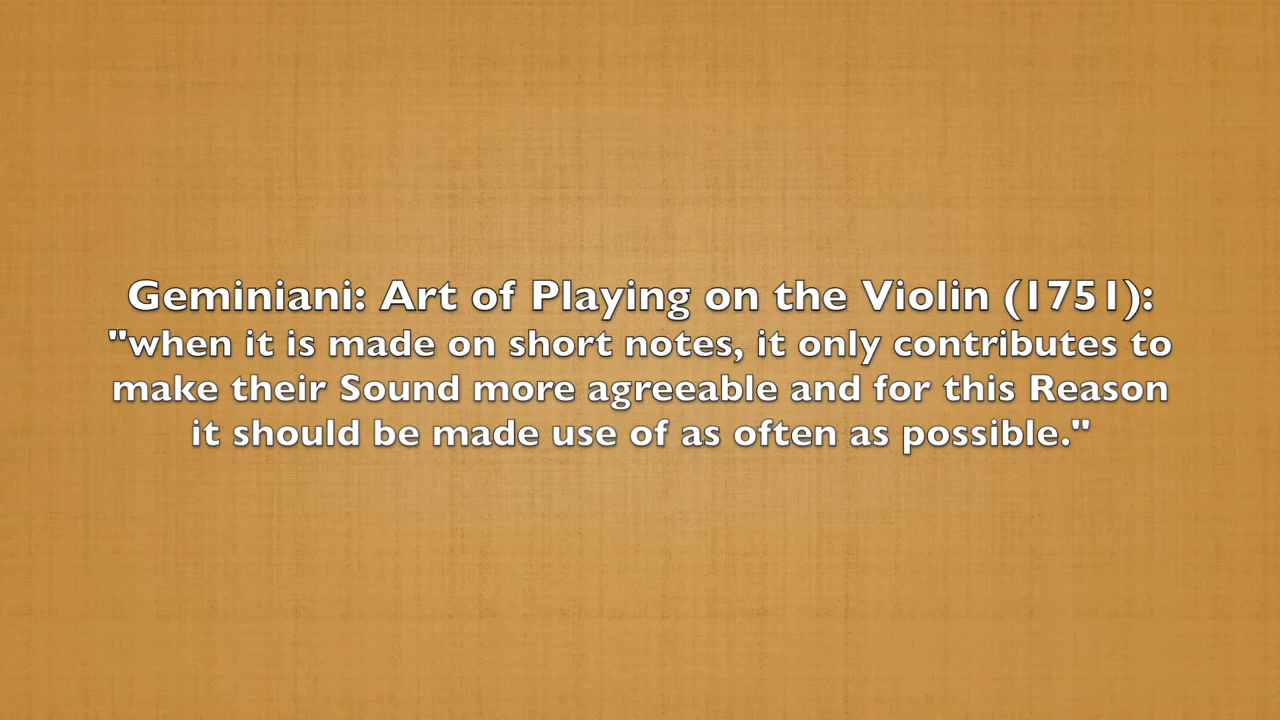 Geminiani: Art of Playing on the Violin (1751):
"when it is made on short notes, it only contributes to
make their Sound more agreeable and for this Reason
it should be made use of as often as possible."